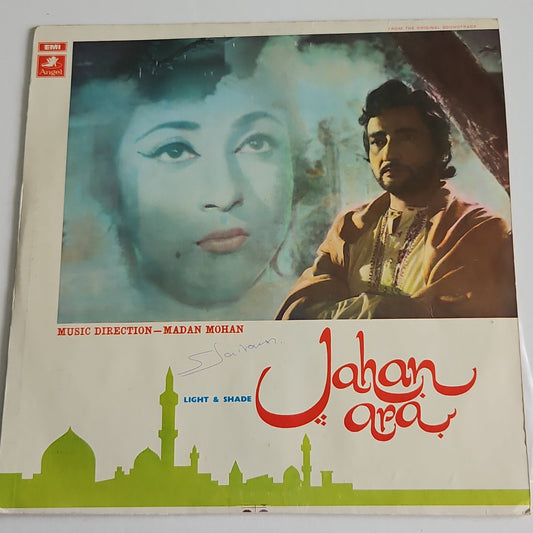 FROM THE ORIGINAL SOUNDTRACK
EMI
Angel
MUSIC DIRECTION—MADAN MOHAN
LIGHT & SHADE
Jahan
ara